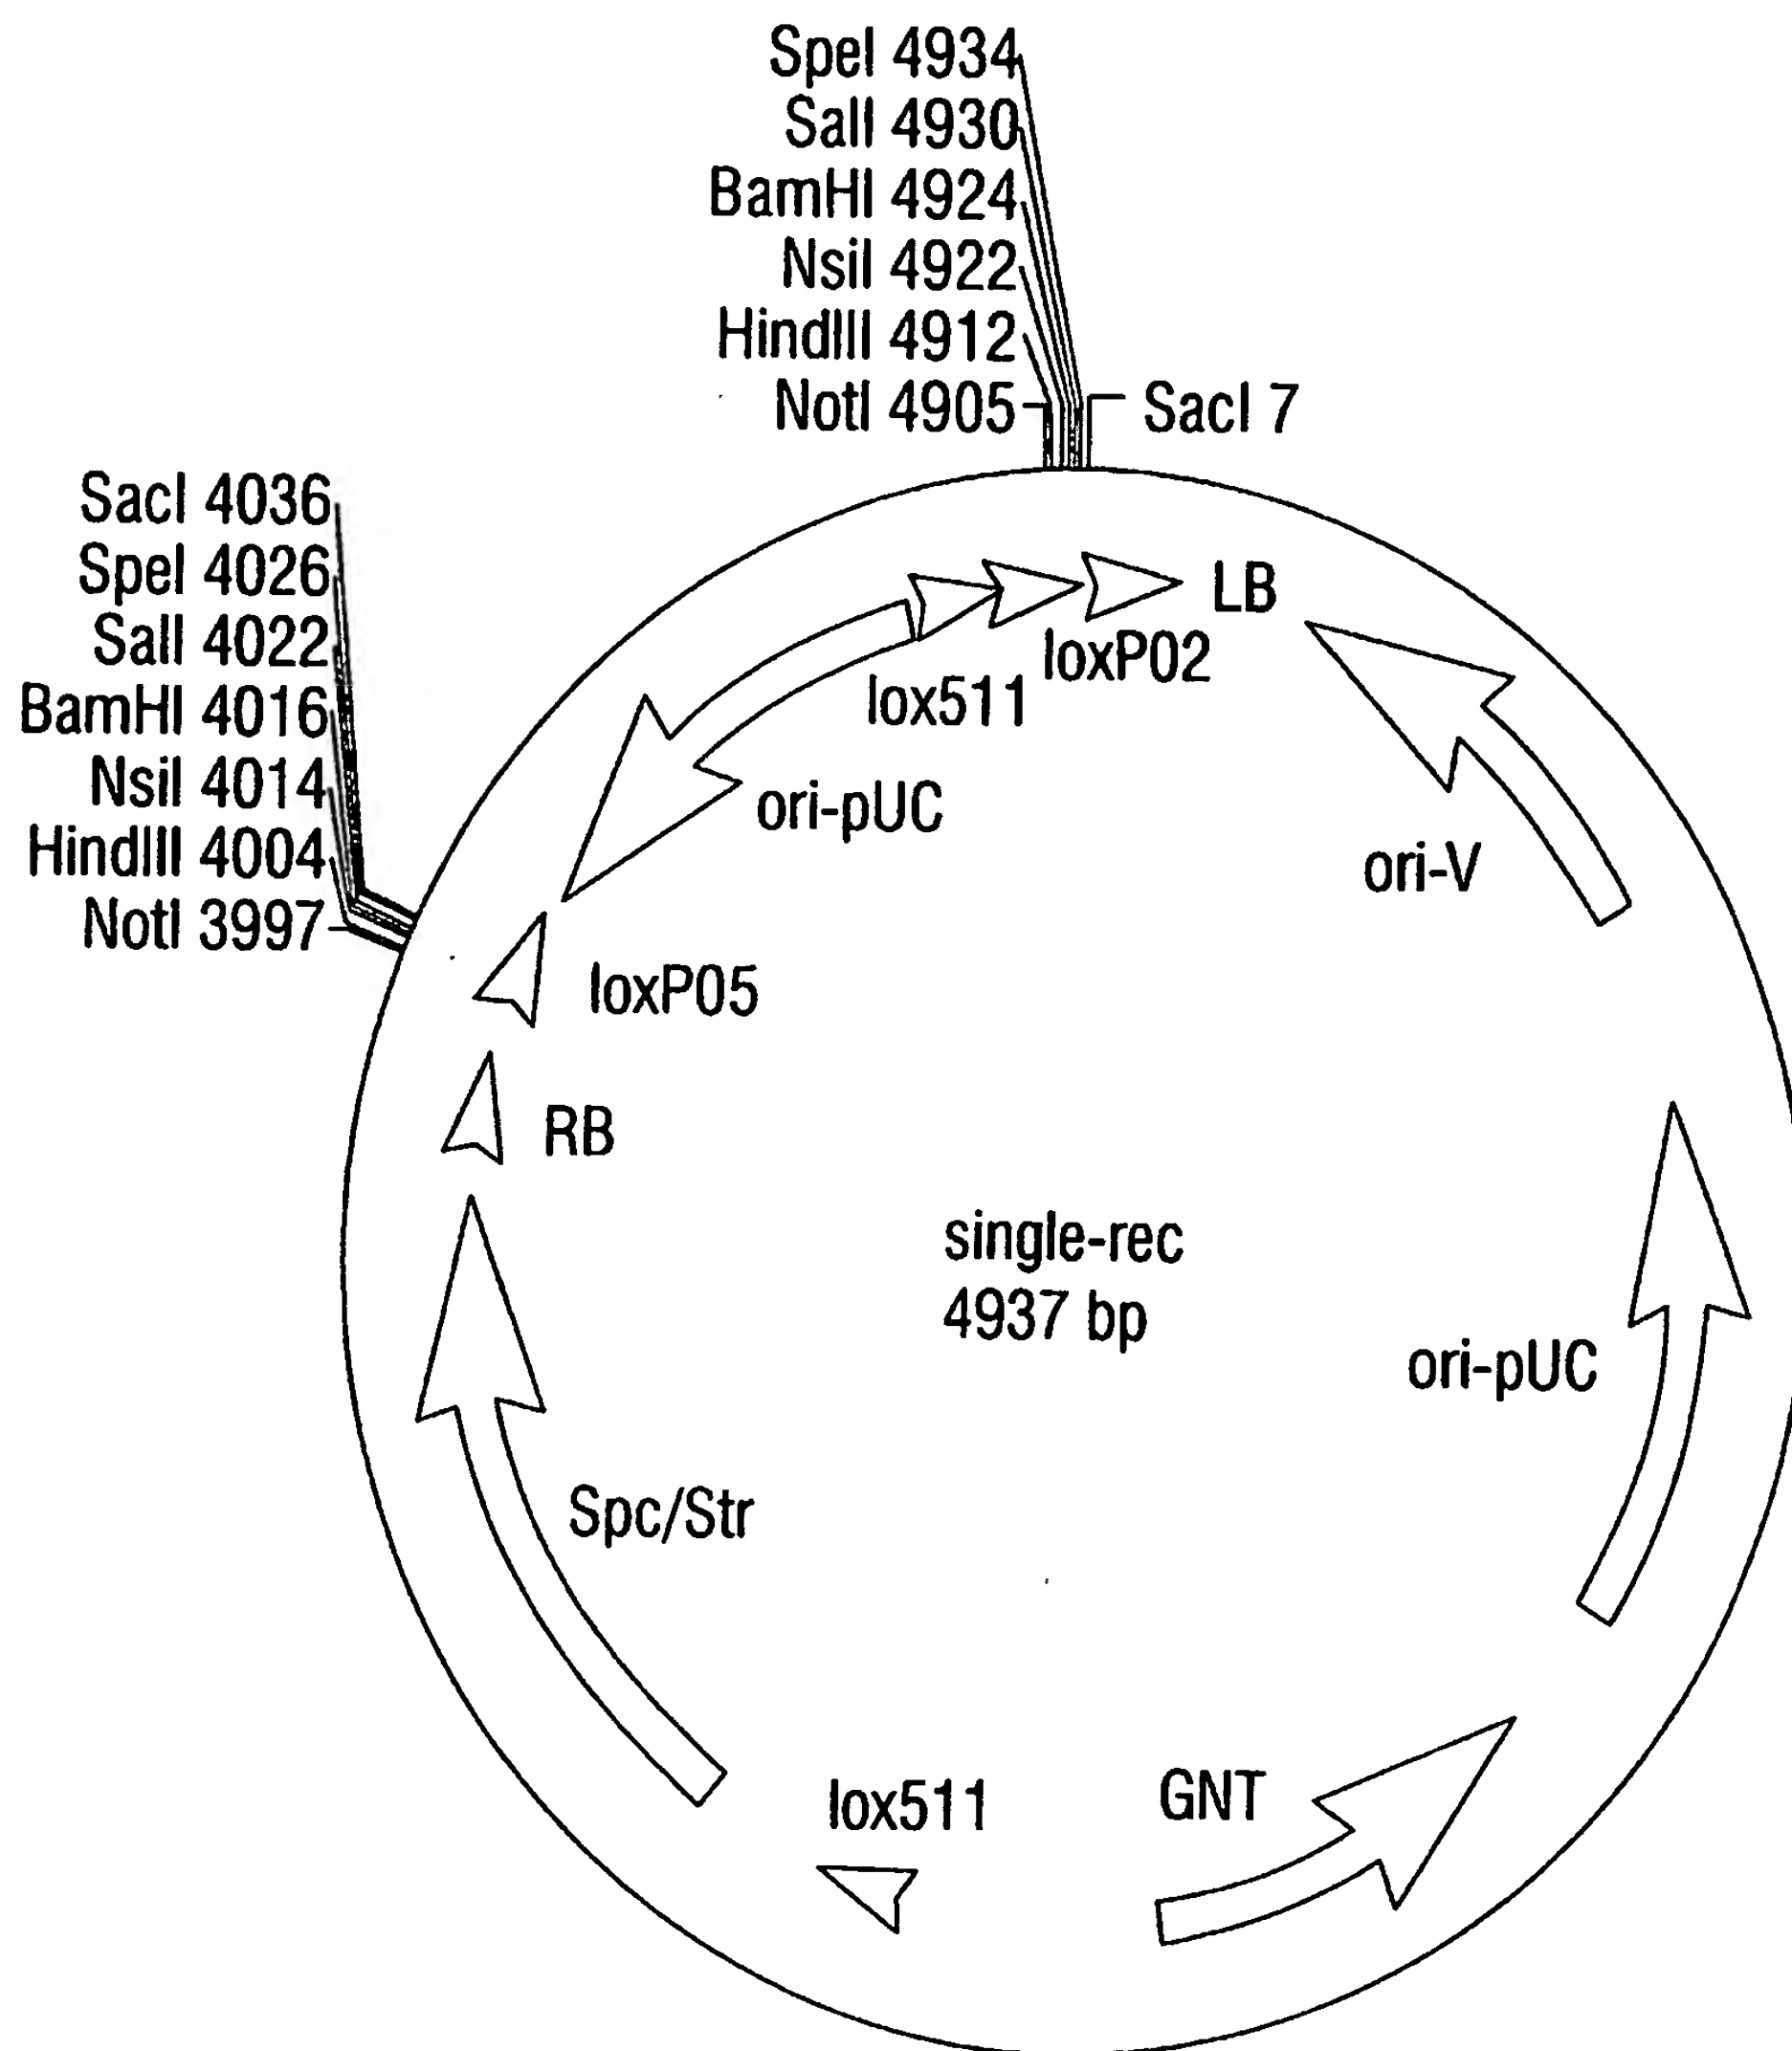 SpeI 4934
SalI 4930
BamHI 4924
NsiI 4922
HindIII 4912
NotI 4905
SacI 7
SacI 4036
SpeI 4026
SalI 4022
BamHI 4016
NsiI 4014
HindIII 4004
NotI 3997
LB
loxP02
lox511
ori-pUC
ori-V
loxP05
RB
single-rec
4937 bp
ori-pUC
Spc/Str
lox511
GNT